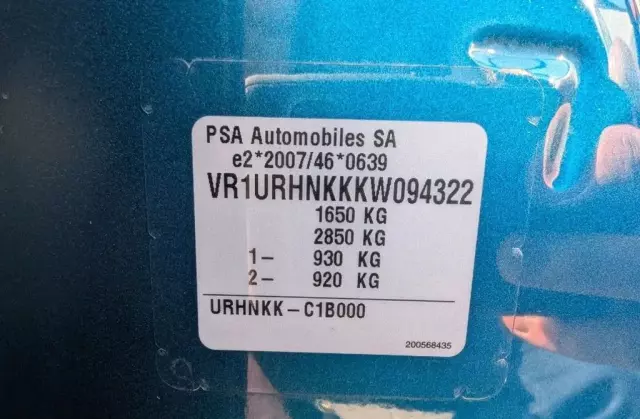 PSA Automobiles SA
e2*2007/46*0639
VR1URHNKKKW094322
1650 KG
2850 KG
1- 930 KG
2- 920 KG
URHNKK-C1B000
200568435